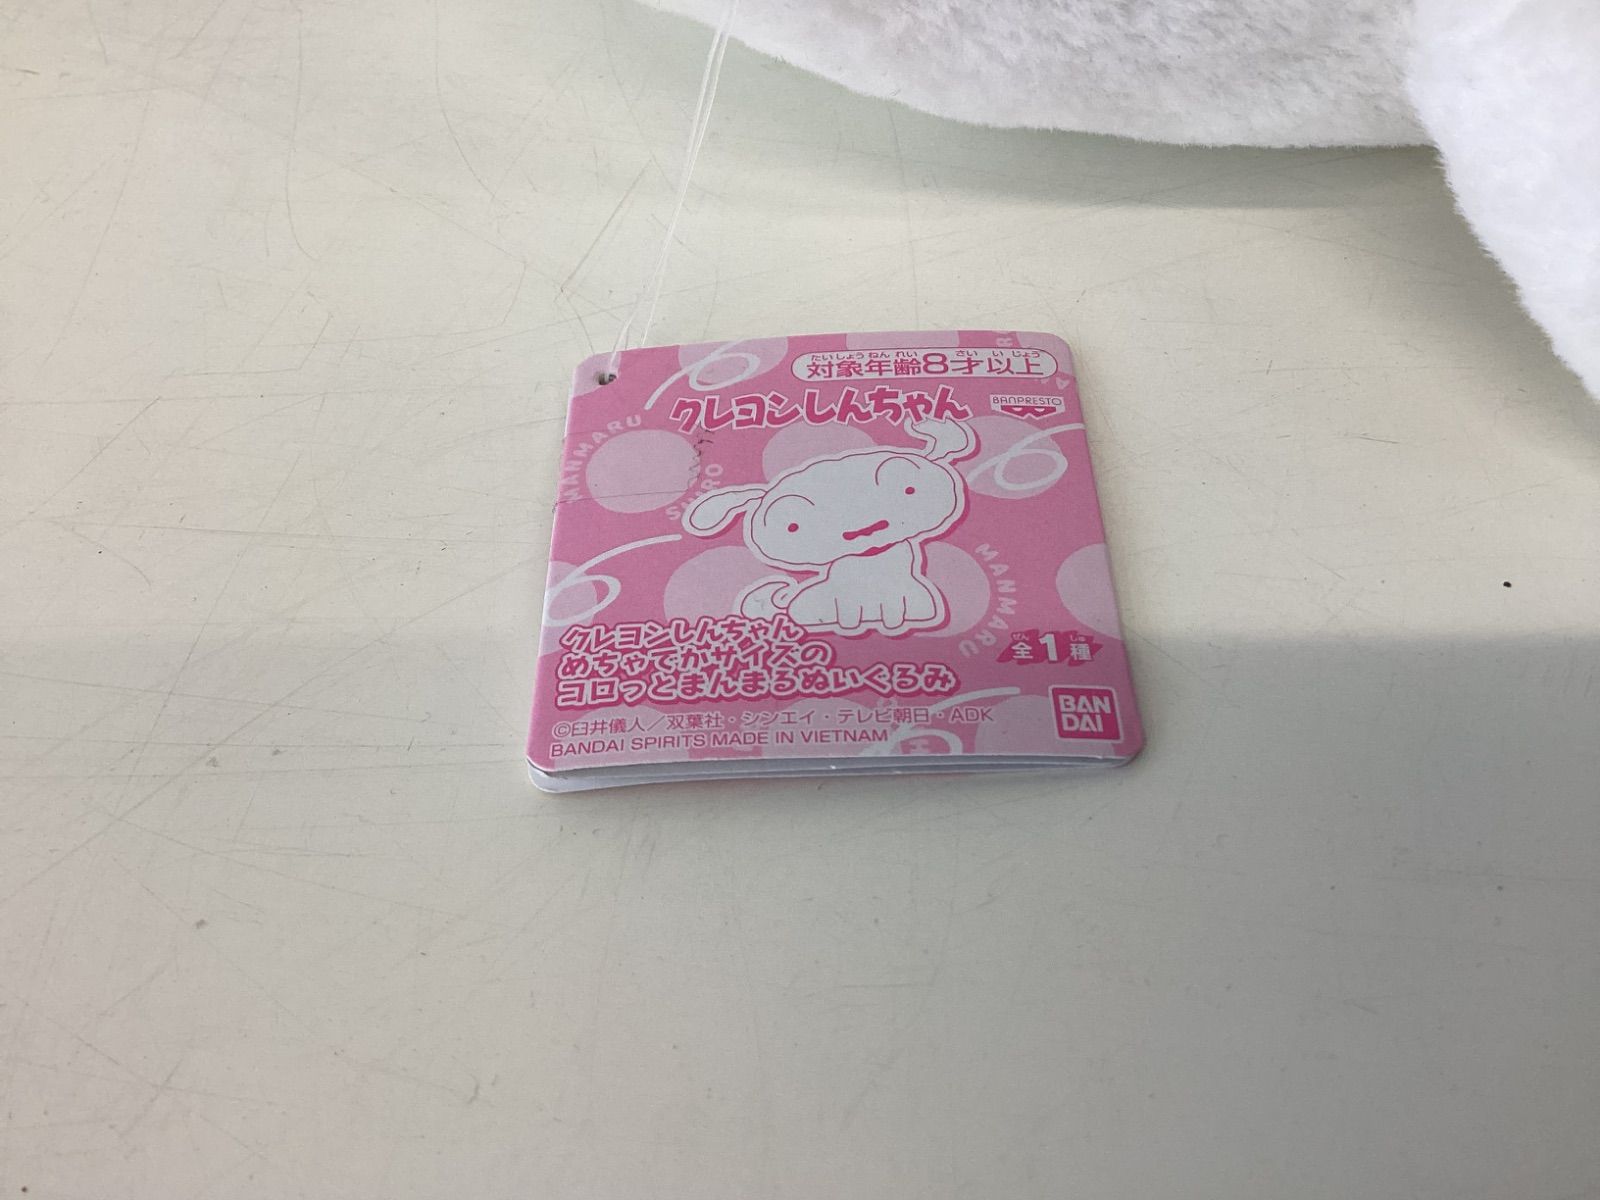 たいしょうねんれい さい い じょう
対象年齢8才以上
クレヨンしんちゃん
BANPRESTO
MANMARU
SHIRO
MANMARU
クレヨンしんちゃん
めちゃでかサイズの
コロっとまんまるぬいぐるみ
ぜん しゅ
全1種
©臼井儀人／双葉社・シンエイ・テレビ朝日・ADK
BANDAI SPIRITS MADE IN VIETNAM
BAN
DAI